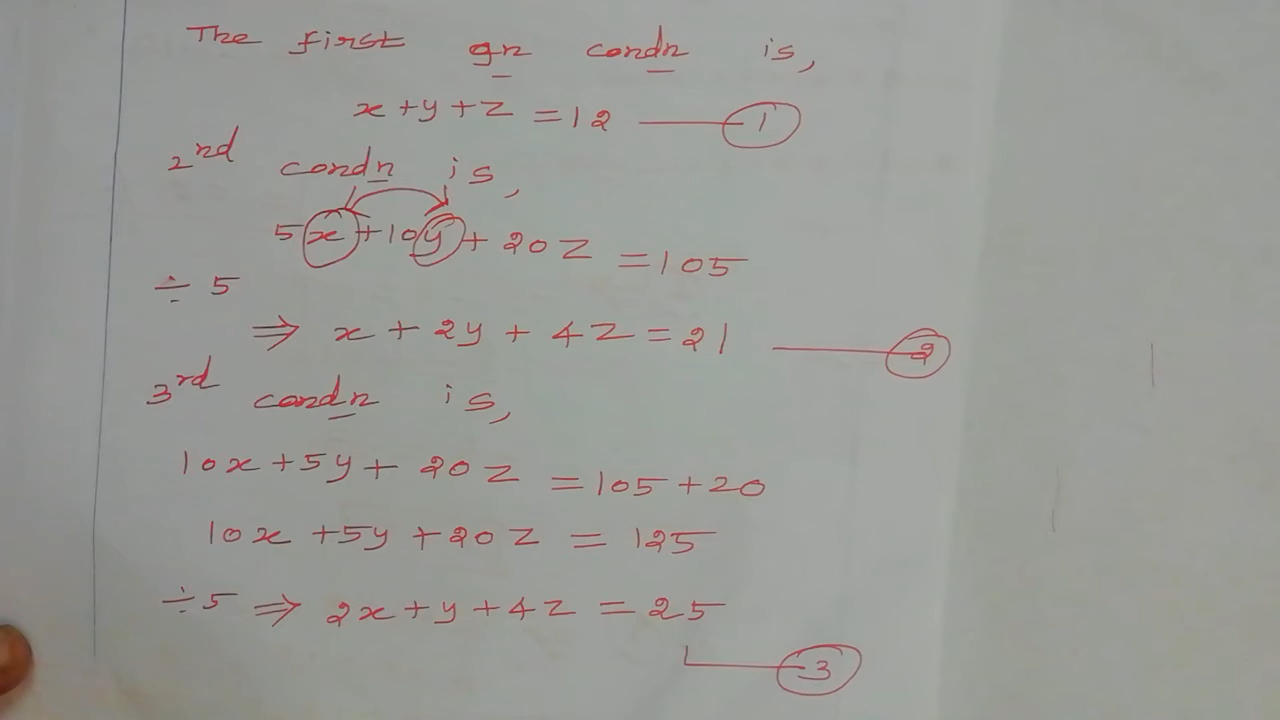 The first gn condn is,
x + y + z = 12 —— ①
2nd condn is,
5x + 10y + 20z = 105
÷ 5
⇒ x + 2y + 4z = 21 —— ②
3rd condn is,
10x + 5y + 20z = 105 + 20
10x + 5y + 20z = 125
÷5 ⇒ 2x + y + 4z = 25
③